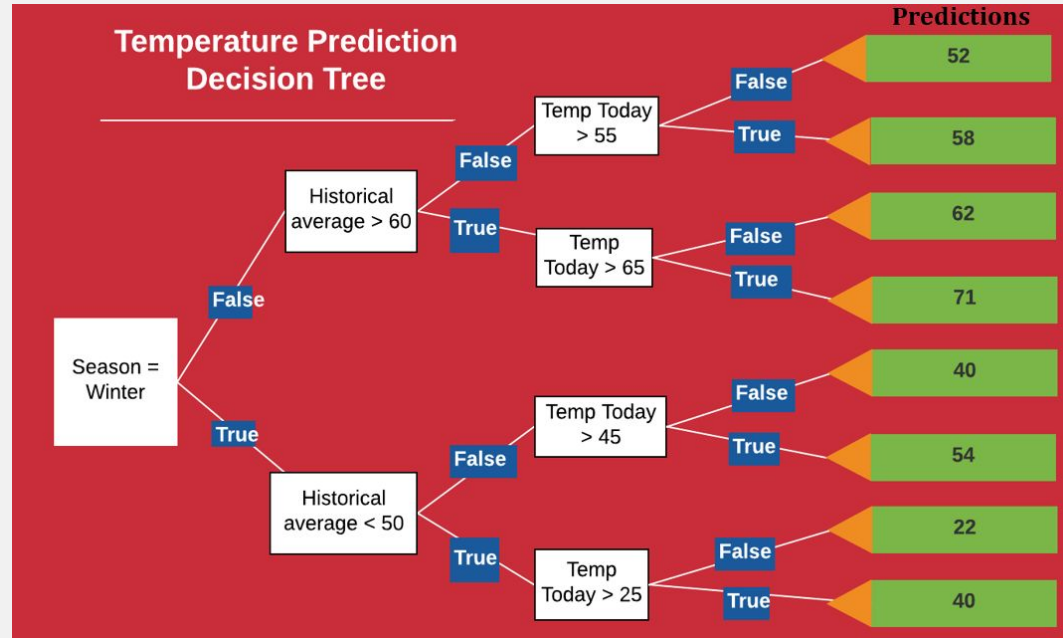 Predictions
Temperature Prediction
Decision Tree
Season =
Winter
False
True
Historical
average > 60
Historical
average < 50
False
True
False
True
Temp Today
> 55
Temp
Today > 65
Temp Today
> 45
Temp
Today > 25
False
True
False
True
False
True
False
True
52
58
62
71
40
54
22
40